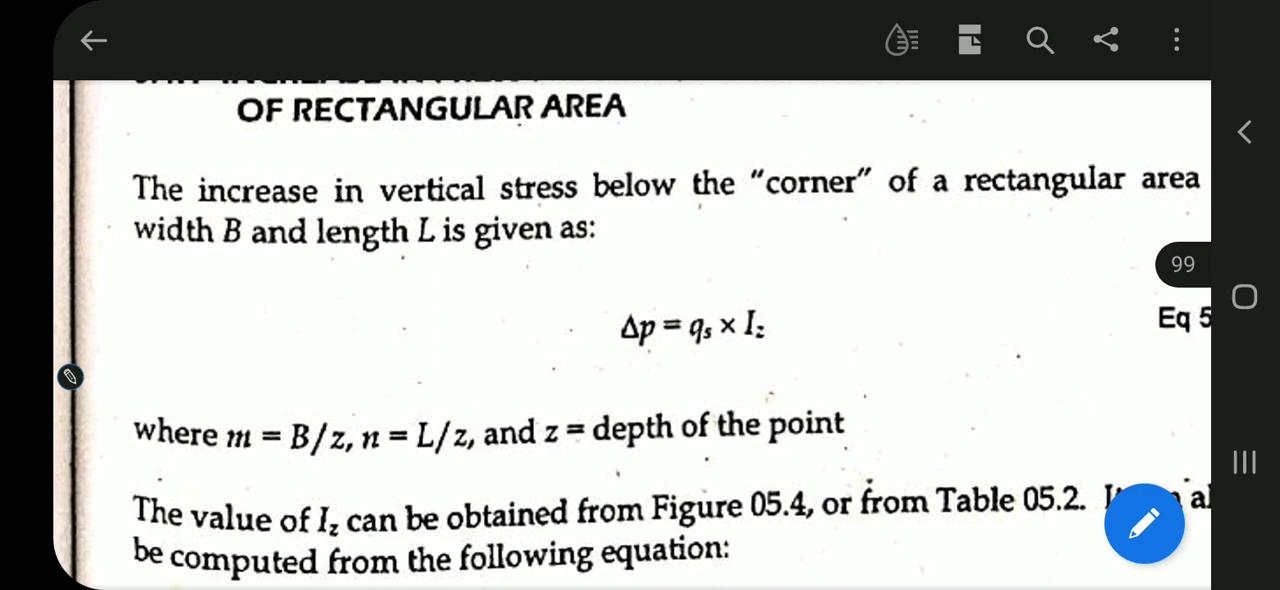 OF RECTANGULAR AREA
The increase in vertical stress below the "corner" of a rectangular area
width B and length L is given as:
99
Δp = qₛ × I_z
Eq 5
where m = B/z, n = L/z, and z = depth of the point
The value of I_z can be obtained from Figure 05.4, or from Table 05.2.
be computed from the following equation: